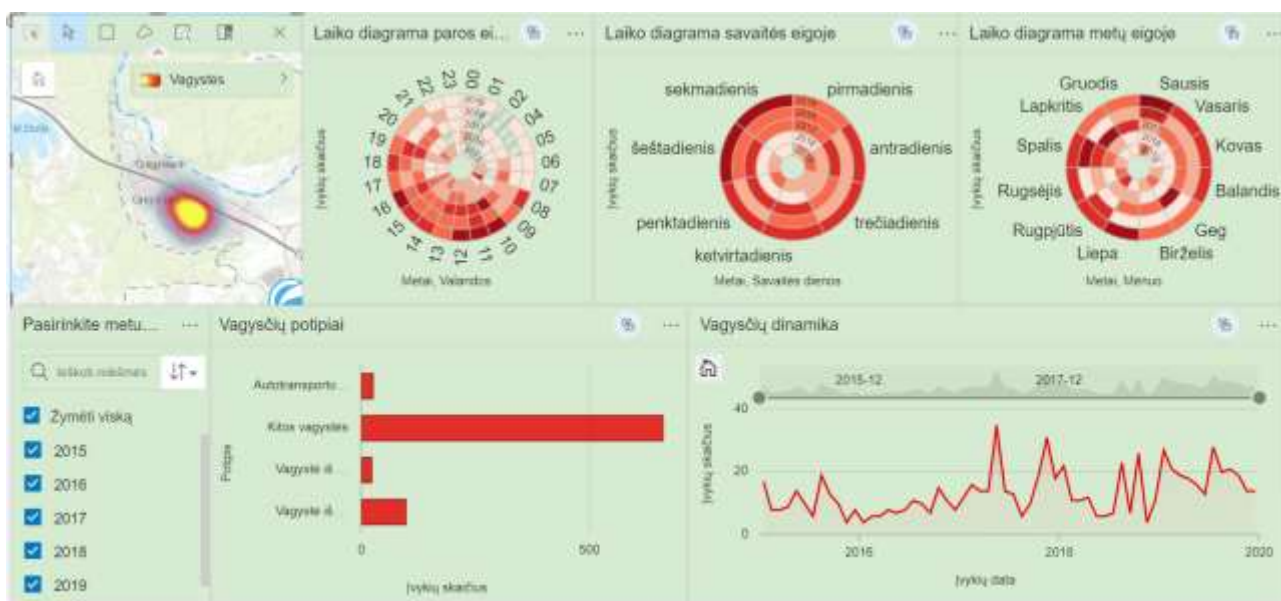 Vagystės
Laiko diagrama paros ei...
Įvykių skaičius
00
01
02
04
05
06
07
08
09
10
11
12
13
14
15
16
17
18
19
20
21
22
23
Metai, Valandos
Laiko diagrama savaitės eigoje
Įvykių skaičius
pirmadienis
antradienis
trečiadienis
ketvirtadienis
penktadienis
šeštadienis
sekmadienis
Metai, Savaitės dienos
Laiko diagrama metų eigoje
Įvykių skaičius
Sausis
Vasaris
Kovas
Balandis
Geg
Birželis
Liepa
Rugpjūtis
Rugsėjis
Spalis
Lapkritis
Gruodis
Metai, Mėnuo
Pasirinkite metu...
Ieškoti reikšmės
Žymėti viską
2015
2016
2017
2018
2019
Vagysčių potipiai
Potipis
Autotransporto ...
Kitos vagystės
Vagystė iš ...
Vagystė iš ...
0
500
Įvykių skaičius
Vagysčių dinamika
2015-12
2017-12
Įvykių skaičius
40
20
0
2016
2018
2020
Įvykių data